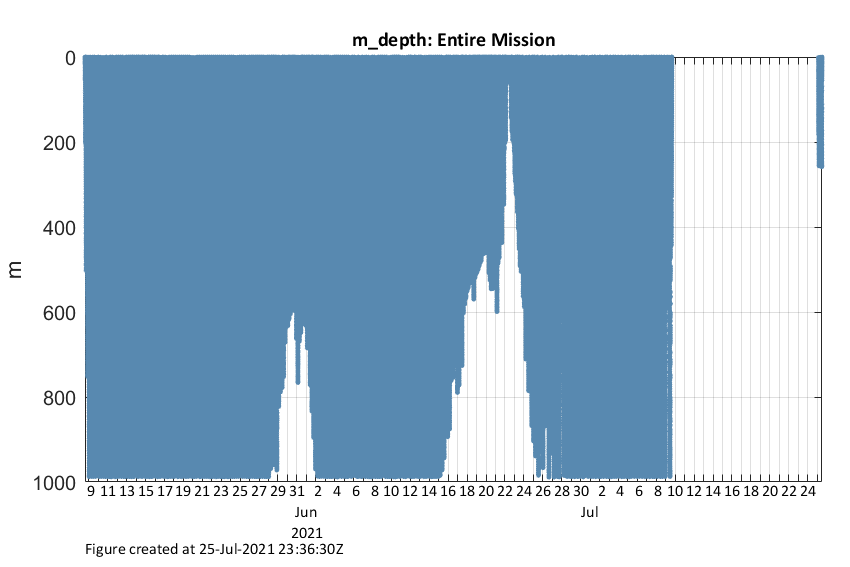 m_depth: Entire Mission
0
200
400
600
800
1000
m
9 11 13 15 17 19 21 23 25 27 29 31 2 4 6 8 10 12 14 16 18 20 22 24 26 28 30 2 4 6 8 10 12 14 16 18 20 22 24
Jun Jul
2021
Figure created at 25-Jul-2021 23:36:30Z